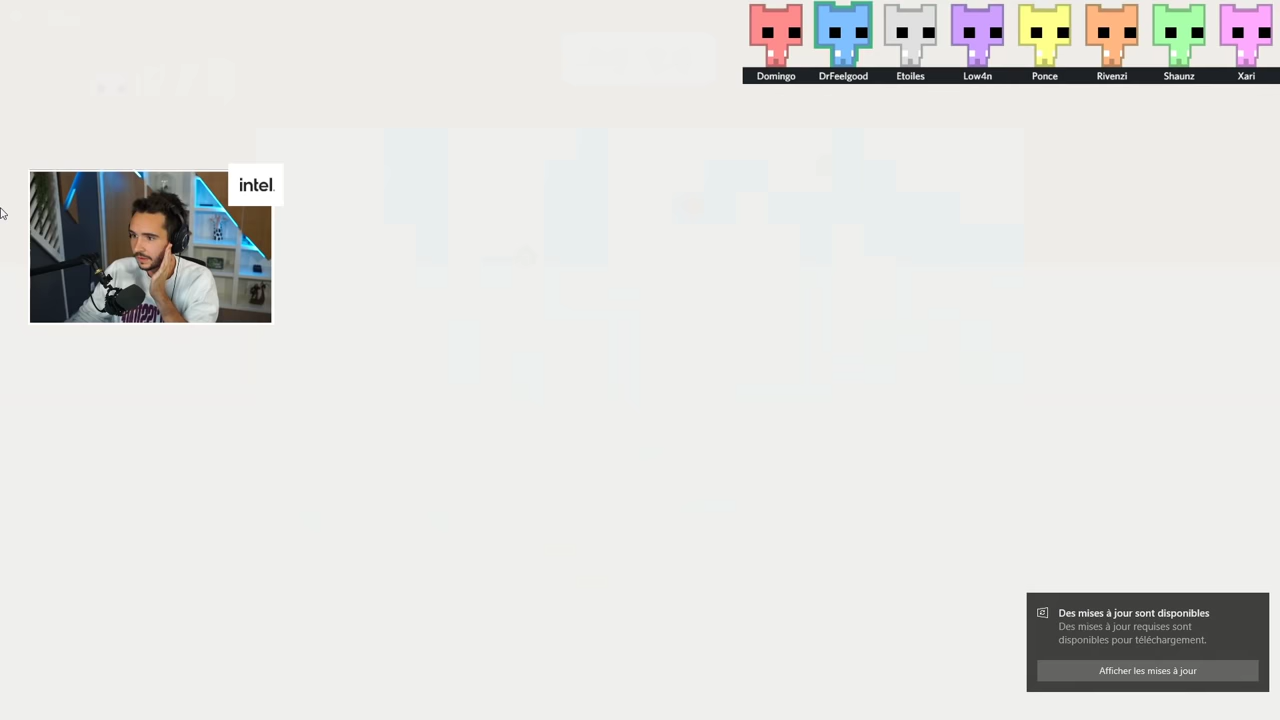 Domingo
DrFeelgood
Etoiles
Low4n
Ponce
Rivenzi
Shaunz
Xari
intel.
Des mises à jour sont disponibles
Des mises à jour requises sont
disponibles pour téléchargement.
Afficher les mises à jour